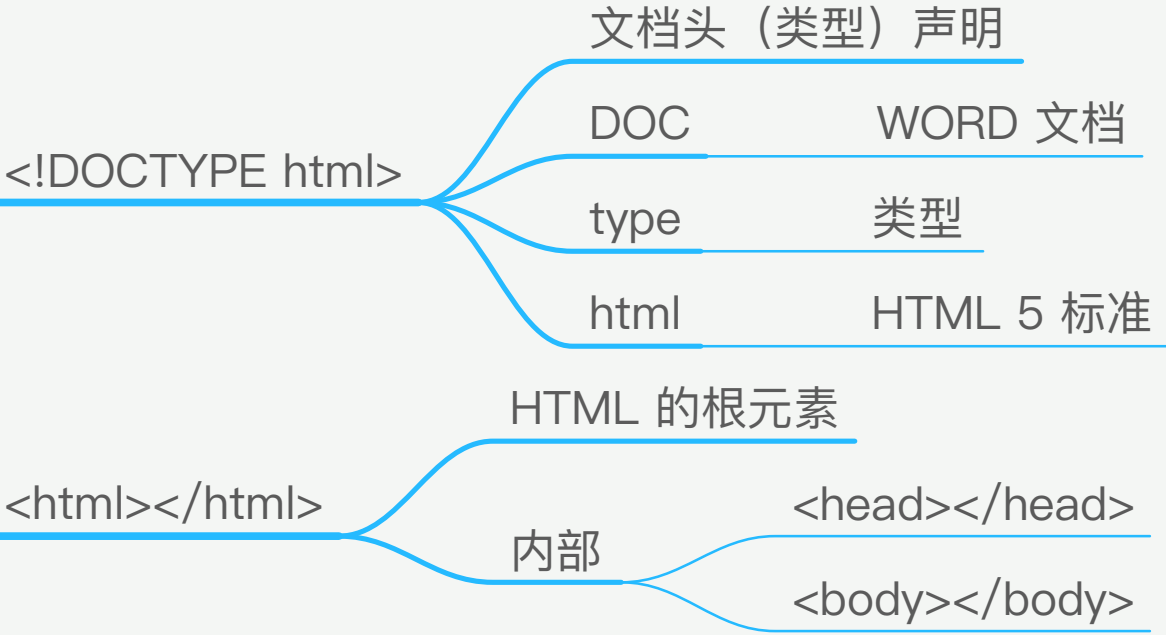 文档头（类型）声明
<!DOCTYPE html>
DOC WORD 文档
type 类型
html HTML 5 标准
HTML 的根元素
<html></html>
内部
<head></head>
<body></body>